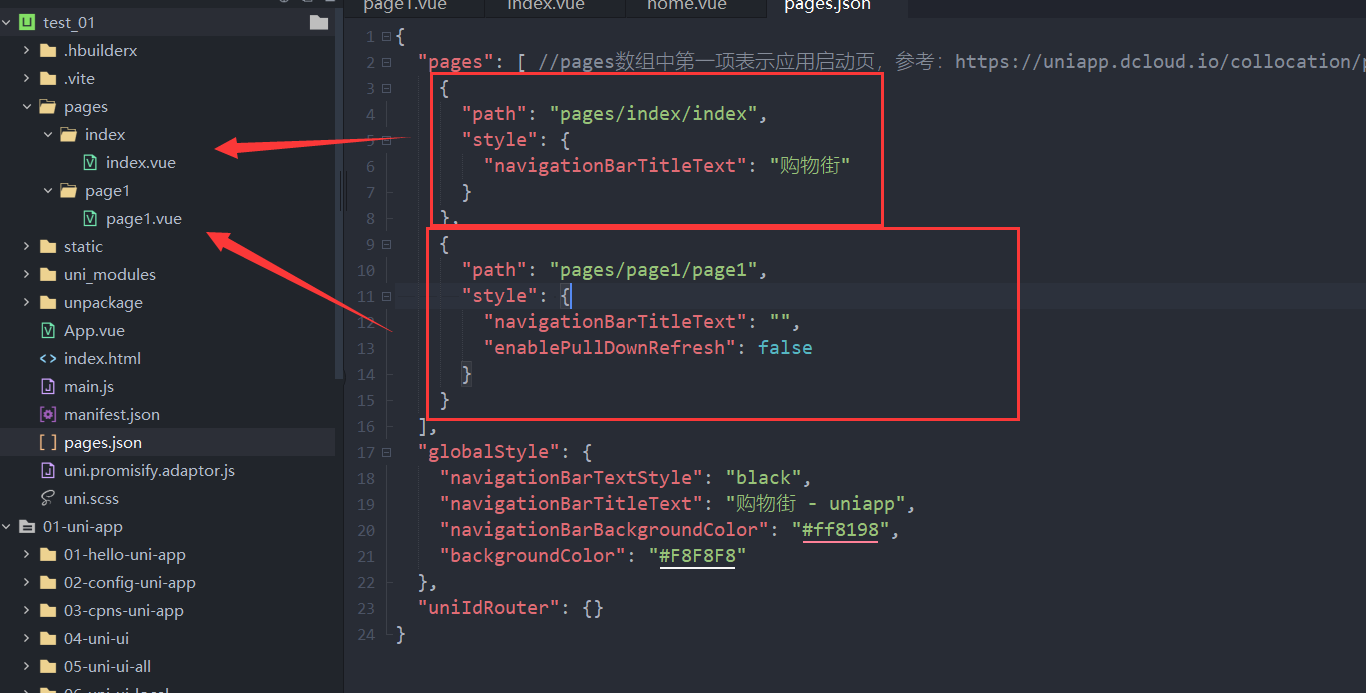 test_01
.hbuilderx
.vite
pages
index
index.vue
page1
page1.vue
static
uni_modules
unpackage
App.vue
index.html
main.js
manifest.json
pages.json
uni.promisify.adaptor.js
uni.scss
01-uni-app
01-hello-uni-app
02-config-uni-app
03-cpns-uni-app
04-uni-ui
05-uni-ui-all
06-uni-ui-local
page1.vue
index.vue
home.vue
pages.json
1 {
2 "pages": [ //pages数组中第一项表示应用启动页，参考：https://uniapp.dcloud.io/collocation/p
3 {
4 "path": "pages/index/index",
5 "style": {
6 "navigationBarTitleText": "购物街"
7 }
8 },
9 {
10 "path": "pages/page1/page1",
11 "style": {
12 "navigationBarTitleText": "",
13 "enablePullDownRefresh": false
14 }
15 }
16 ],
17 "globalStyle": {
18 "navigationBarTextStyle": "black",
19 "navigationBarTitleText": "购物街 - uniapp",
20 "navigationBarBackgroundColor": "#ff8198",
21 "backgroundColor": "#F8F8F8"
22 },
23 "uniIdRouter": {}
24 }